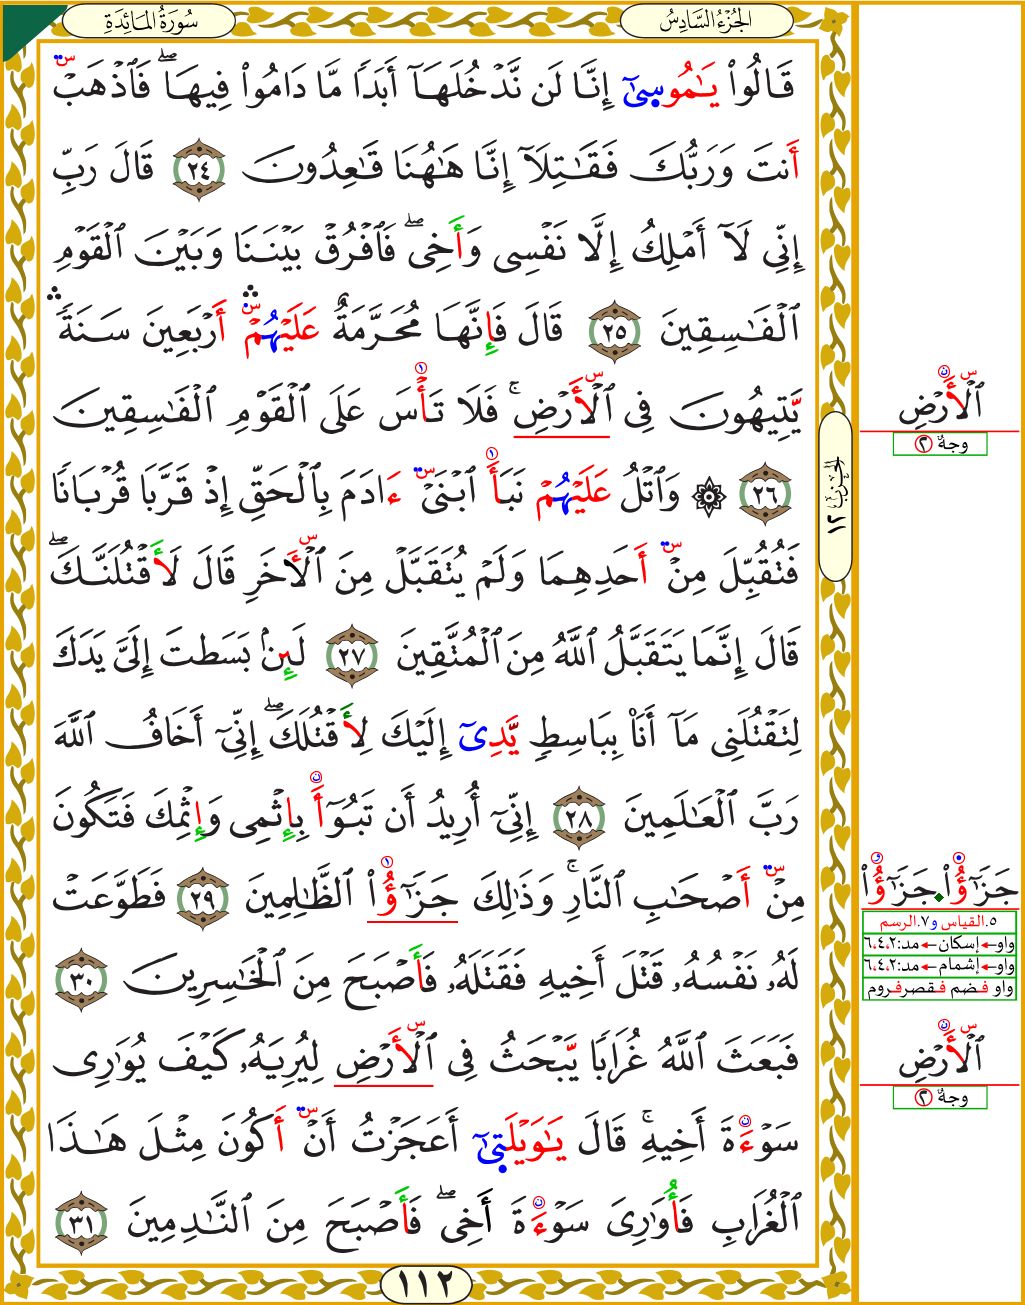 الجُزْءُ السَّادِسُ
سُورَةُ المَائِدَةِ
قَالُوا۟ يَٰمُوسَىٰٓ إِنَّا لَن نَّدْخُلَهَآ أَبَدًا مَّا دَامُوا۟ فِيهَا ۖ فَٱذْهَبْ
أَنتَ وَرَبُّكَ فَقَٰتِلَآ إِنَّا هَٰهُنَا قَٰعِدُونَ ٢٤ قَالَ رَبِّ
إِنِّى لَآ أَمْلِكُ إِلَّا نَفْسِى وَأَخِى ۖ فَٱفْرُقْ بَيْنَنَا وَبَيْنَ ٱلْقَوْمِ
ٱلْفَٰسِقِينَ ٢٥ قَالَ فَإِنَّهَا مُحَرَّمَةٌ عَلَيْهُمْ ۛ أَرْبَعِينَ سَنَةً ۛ
يَتِيهُونَ فِى ٱلْأَرْضِ ۚ فَلَا تَأْسَ عَلَى ٱلْقَوْمِ ٱلْفَٰسِقِينَ
٢٦ ۞ وَٱتْلُ عَلَيْهُمْ نَبَأَ ٱبْنَىْ ءَادَمَ بِٱلْحَقِّ إِذْ قَرَّبَا قُرْبَانًا
فَتُقُبِّلَ مِنْ أَحَدِهِمَا وَلَمْ يُتَقَبَّلْ مِنَ ٱلْأَخَرِ قَالَ لَأَقْتُلَنَّكَ ۖ
قَالَ إِنَّمَا يَتَقَبَّلُ ٱللَّهُ مِنَ ٱلْمُتَّقِينَ ٢٧ لَئِنۢ بَسَطتَ إِلَىَّ يَدَكَ
لِتَقْتُلَنِى مَآ أَنَا۠ بِبَاسِطٍ يَّدِىَ إِلَيْكَ لِأَقْتُلَكَ ۖ إِنِّىٓ أَخَافُ ٱللَّهَ
رَبَّ ٱلْعَٰلَمِينَ ٢٨ إِنِّىٓ أُرِيدُ أَن تَبُوٓأَ بِإِثْمِى وَإِثْمِكَ فَتَكُونَ
مِنْ أَصْحَٰبِ ٱلنَّارِ ۚ وَذَٰلِكَ جَزَٰٓؤُا۟ ٱلظَّٰلِمِينَ ٢٩ فَطَوَّعَتْ
لَهُۥ نَفْسُهُۥ قَتْلَ أَخِيهِ فَقَتَلَهُۥ فَأَصْبَحَ مِنَ ٱلْخَٰسِرِينَ ٣٠
فَبَعَثَ ٱللَّهُ غُرَابًا يَّبْحَثُ فِى ٱلْأَرْضِ لِيُرِيَهُۥ كَيْفَ يُوَٰرِى
سَوْءَةَ أَخِيهِ ۚ قَالَ يَٰوَيْلَتَىٰٓ أَعَجَزْتُ أَنْ أَكُونَ مِثْلَ هَٰذَا
ٱلْغُرَابِ فَأُوَٰرِىَ سَوْءَةَ أَخِى ۖ فَأَصْبَحَ مِنَ ٱلنَّٰدِمِينَ ٣١
١١٢
الحزب ١٢
ٱلْأَرْضِ
وجهٌ ٢
جَزَٰٓؤُا۟ جَزَٰٓؤُا۟
٥.القياس و٧.الرسم
واو←إسكان←مد:٦،٤،٢
واو←إشمام←مد:٦،٤،٢
واو فضم فقصرفروم
ٱلْأَرْضِ
وجهٌ ٢